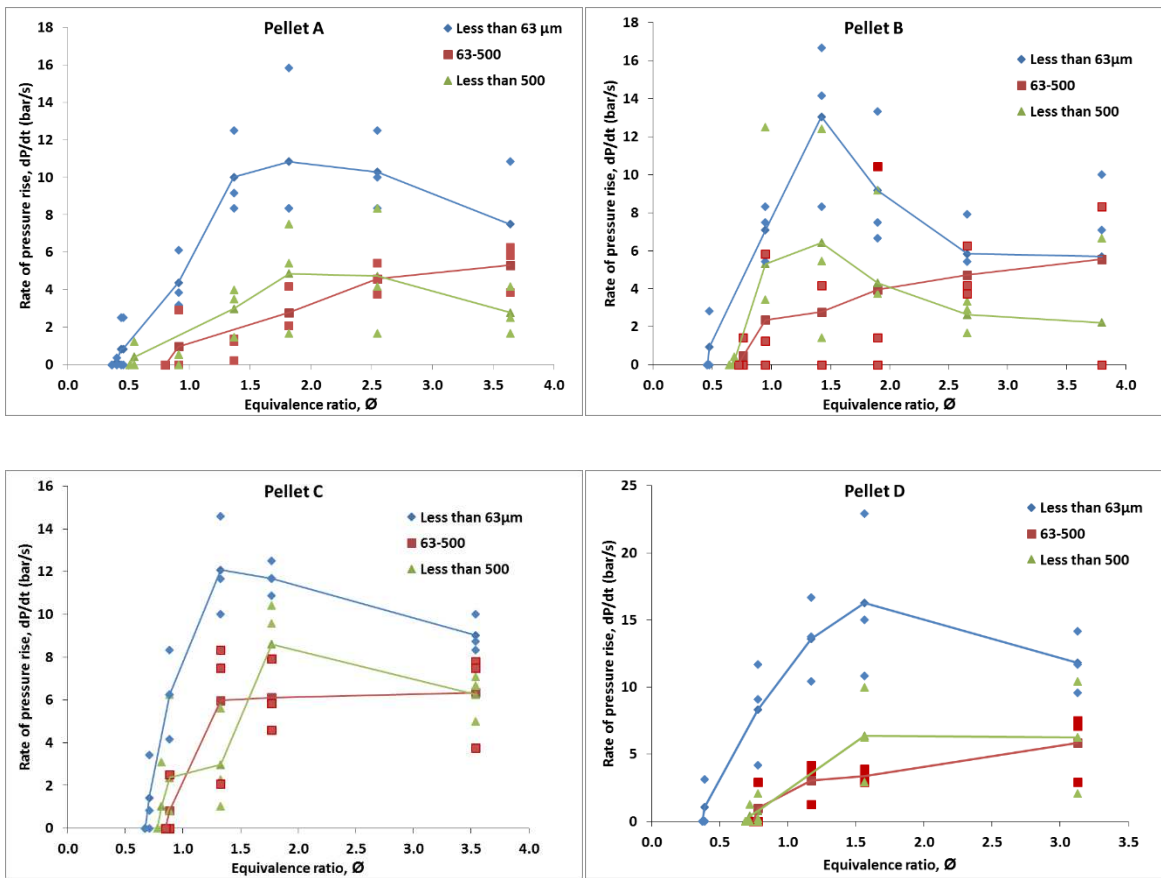 Pellet A
Less than 63 µm
63-500
Less than 500
Rate of pressure rise, dP/dt (bar/s)
18
16
14
12
10
8
6
4
2
0
0.0 0.5 1.0 1.5 2.0 2.5 3.0 3.5 4.0
Equivalence ratio, Ø
Pellet B
Less than 63µm
63-500
Less than 500
Rate of pressure rise, dP/dt (bar/s)
18
16
14
12
10
8
6
4
2
0
0.0 0.5 1.0 1.5 2.0 2.5 3.0 3.5 4.0
Equivalence ratio, Ø
Pellet C
Less than 63µm
63-500
Less than 500
Rate of pressure rise, dP/dt (bar/s)
16
14
12
10
8
6
4
2
0
0.0 0.5 1.0 1.5 2.0 2.5 3.0 3.5 4.0
Equivalence ratio, Ø
Pellet D
Less than 63µm
63-500
Less than 500
Rate of pressure rise, dP/dt (bar/s)
25
20
15
10
5
0
0.0 0.5 1.0 1.5 2.0 2.5 3.0 3.5
Equivalence ratio, Ø